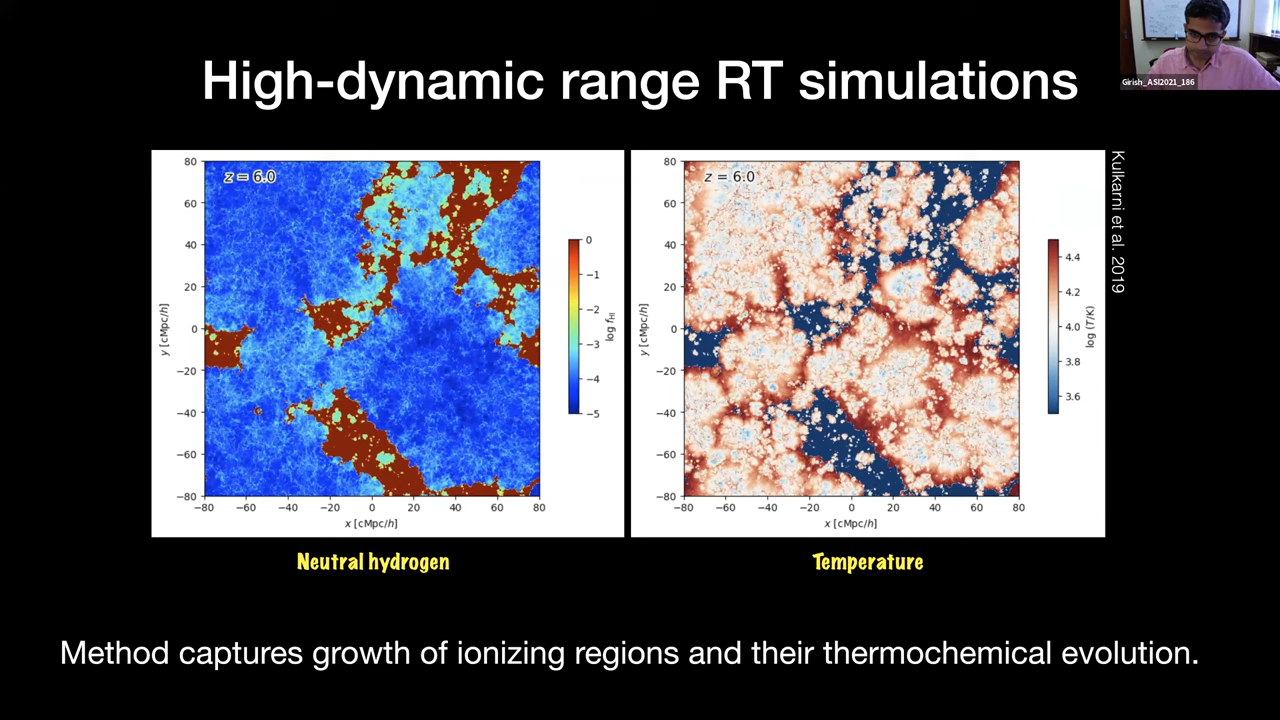 High-dynamic range RT simulations
Girish_ASI2021_186
Kulkarni et al. 2019
z = 6.0
80
60
40
20
0
−20
−40
−60
−80
−80 −60 −40 −20 0 20 40 60 80
x [cMpc/h]
y [cMpc/h]
0
−1
−2
−3
−4
−5
log fHI
z = 6.0
80
60
40
20
0
−20
−40
−60
−80
−80 −60 −40 −20 0 20 40 60 80
x [cMpc/h]
y [cMpc/h]
4.4
4.2
4.0
3.8
3.6
log (T/K)
Neutral hydrogen
Temperature
Method captures growth of ionizing regions and their thermochemical evolution.